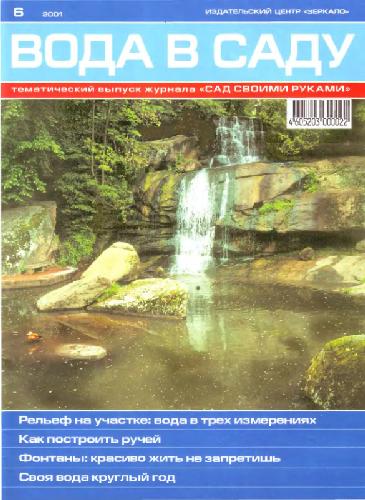 6 2001 ИЗДАТЕЛЬСКИЙ ЦЕНТР «ЗЕРКАЛО»
ВОДА В САДУ
тематический выпуск журнала «САД СВОИМИ РУКАМИ»
4605203000022
Рельеф на участке: вода в трех измерениях
Как построить ручей
Фонтаны: красиво жить не запретишь
Своя вода круглый год